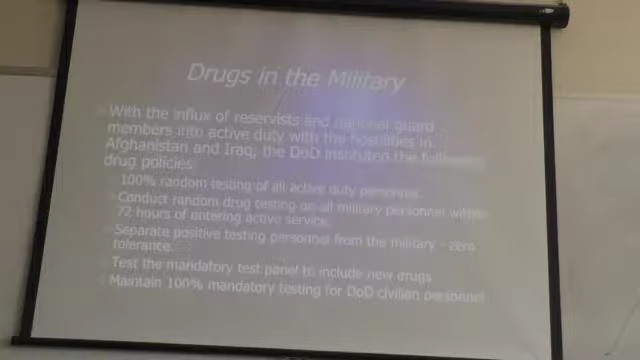 Drugs in the Military
With the influx of reservists and national guard
members into active duty with the hostilities in
Afghanistan and Iraq, the DoD instituted the following
drug policies:
100% random testing of all active duty personnel.
Conduct random drug testing on all military personnel within
72 hours of entering active service.
Separate positive testing personnel from the military - zero
tolerance.
Test the mandatory test panel to include new drugs
Maintain 100% mandatory testing for DoD civilian personnel